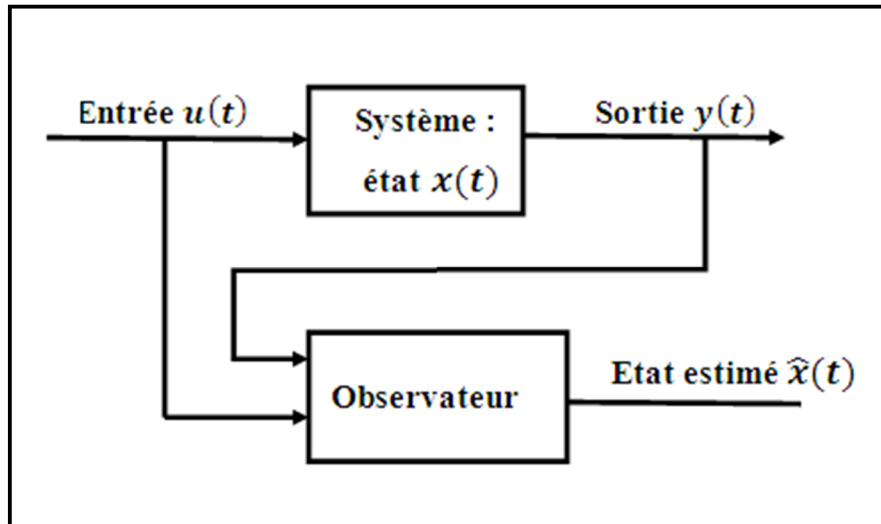 Entrée u(t)
Système :
état x(t)
Sortie y(t)
Observateur
Etat estimé x̂(t)